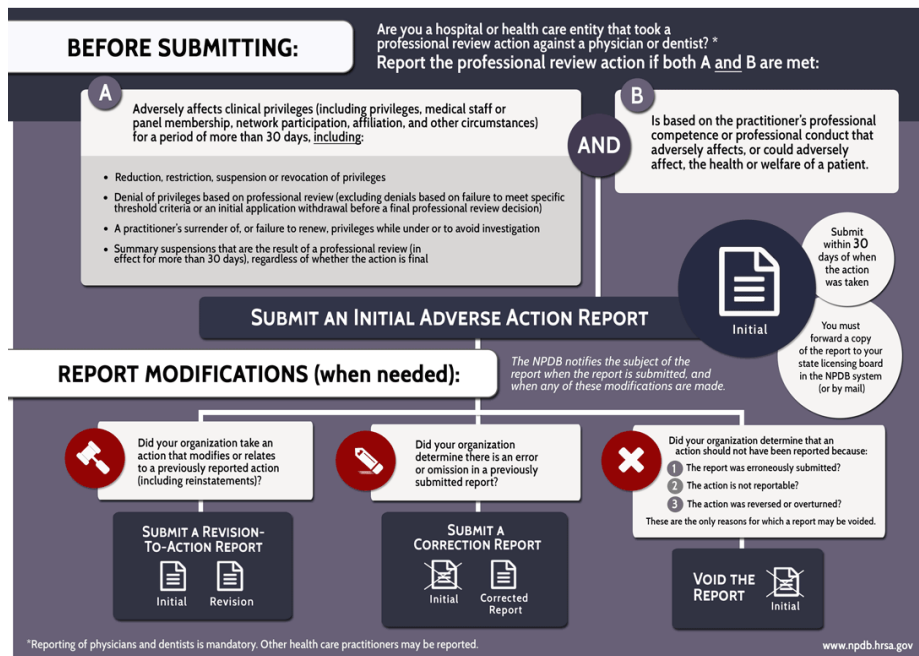 BEFORE SUBMITTING:
Are you a hospital or health care entity that took a
professional review action against a physician or dentist? *
Report the professional review action if both A and B are met:
A
Adversely affects clinical privileges (including privileges, medical staff or
panel membership, network participation, affiliation, and other circumstances)
for a period of more than 30 days, including:
• Reduction, restriction, suspension or revocation of privileges
• Denial of privileges based on professional review (excluding denials based on failure to meet specific
threshold criteria or an initial application withdrawal before a final professional review decision)
• A practitioner's surrender of, or failure to renew, privileges while under or to avoid investigation
• Summary suspensions that are the result of a professional review (in
effect for more than 30 days), regardless of whether the action is final
AND
B
Is based on the practitioner's professional
competence or professional conduct that
adversely affects, or could adversely
affect, the health or welfare of a patient.
SUBMIT AN INITIAL ADVERSE ACTION REPORT
Initial
Submit
within 30
days of when
the action
was taken
You must
forward a copy
of the report to your
state licensing board
in the NPDB system
(or by mail)
REPORT MODIFICATIONS (when needed):
The NPDB notifies the subject of the
report when the report is submitted, and
when any of these modifications are made.
Did your organization take an
action that modifies or relates
to a previously reported action
(including reinstatements)?
SUBMIT A REVISION-
TO-ACTION REPORT
Initial
Revision
Did your organization
determine there is an error
or omission in a previously
submitted report?
SUBMIT A
CORRECTION REPORT
Initial
Corrected
Report
Did your organization determine that an
action should not have been reported because:
1 The report was erroneously submitted?
2 The action is not reportable?
3 The action was reversed or overturned?
These are the only reasons for which a report may be voided.
VOID THE
REPORT
Initial
*Reporting of physicians and dentists is mandatory. Other health care practitioners may be reported.
www.npdb.hrsa.gov